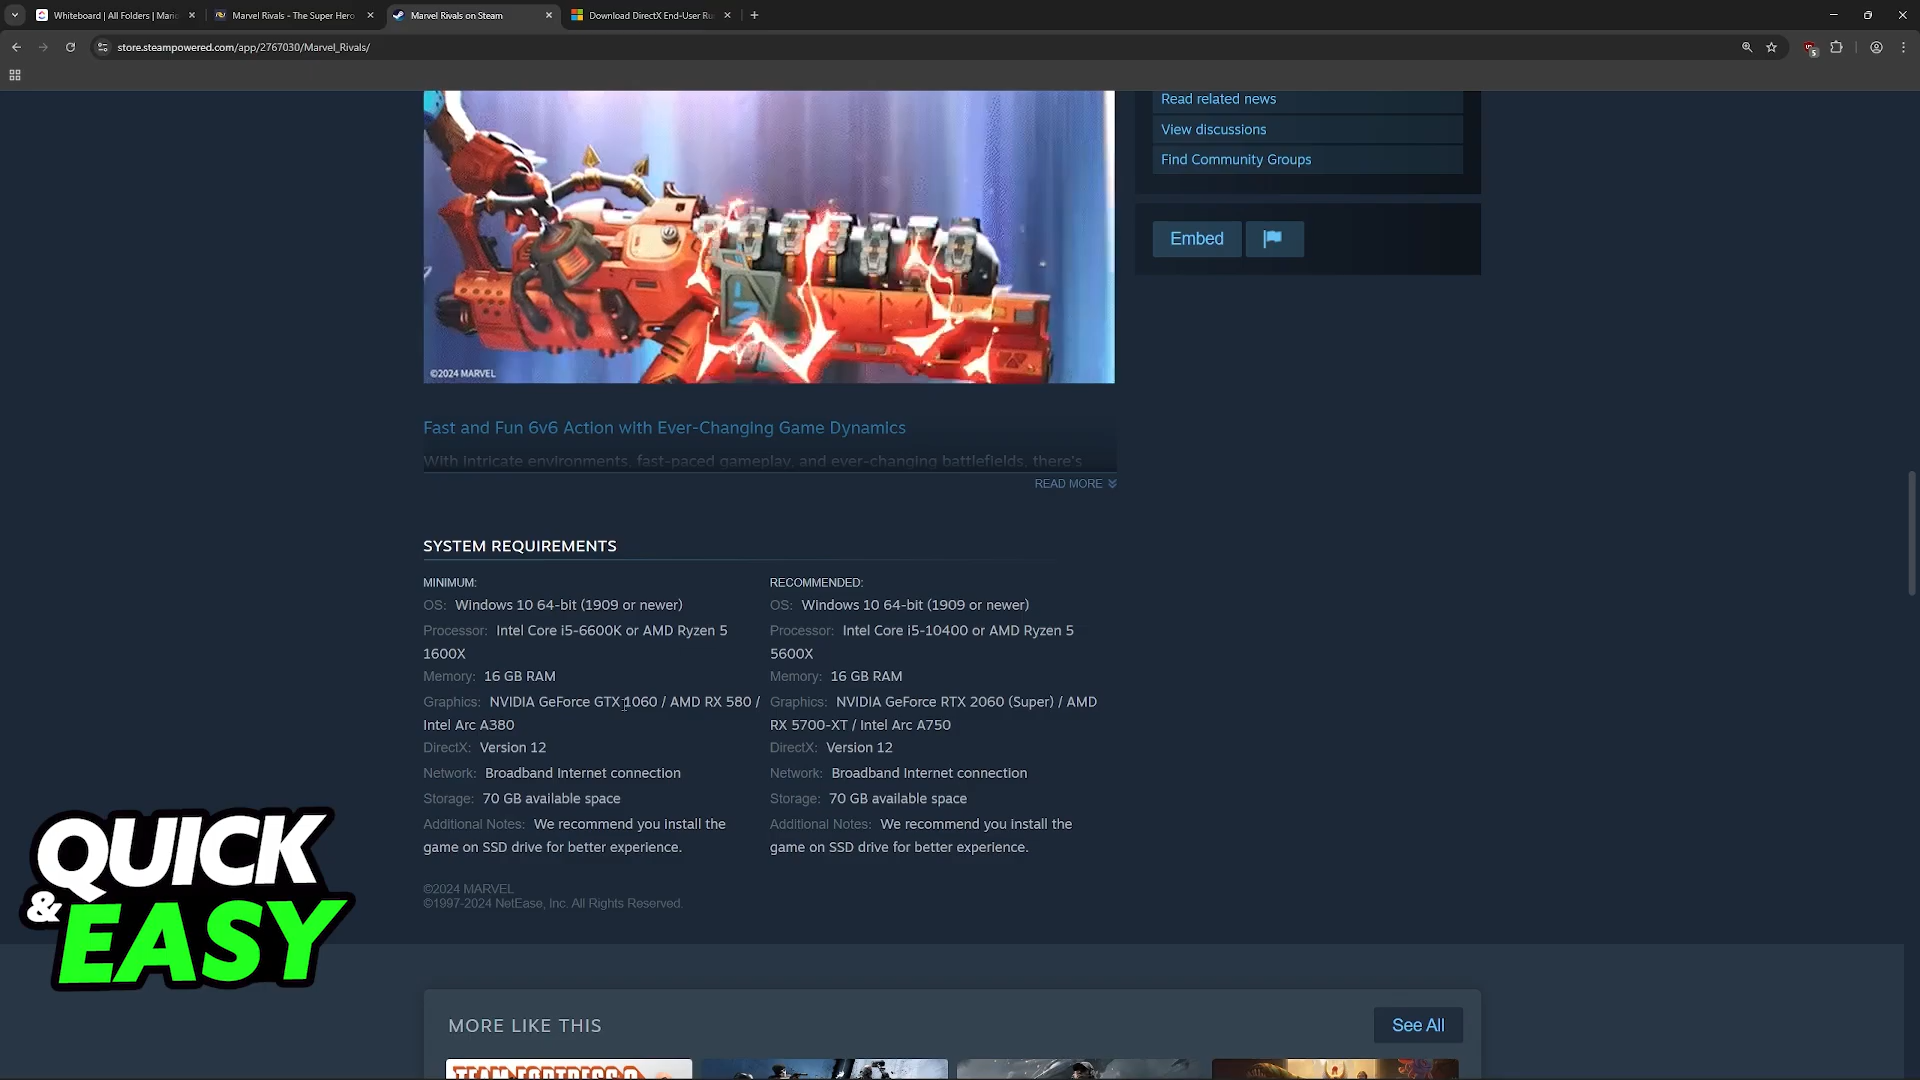 Whiteboard | All Folders | Mario
Marvel Rivals - The Super Hero
Marvel Rivals on Steam
Download DirectX End-User Ru
store.steampowered.com/app/2767030/Marvel_Rivals/
5
Read related news
View discussions
Find Community Groups
Embed
©2024 MARVEL
Fast and Fun 6v6 Action with Ever-Changing Game Dynamics
With intricate environments, fast-paced gameplay, and ever-changing battlefields, there's
READ MORE
SYSTEM REQUIREMENTS
MINIMUM:
OS: Windows 10 64-bit (1909 or newer)
Processor: Intel Core i5-6600K or AMD Ryzen 5
1600X
Memory: 16 GB RAM
Graphics: NVIDIA GeForce GTX 1060 / AMD RX 580 /
Intel Arc A380
DirectX: Version 12
Network: Broadband Internet connection
Storage: 70 GB available space
Additional Notes: We recommend you install the
game on SSD drive for better experience.
RECOMMENDED:
OS: Windows 10 64-bit (1909 or newer)
Processor: Intel Core i5-10400 or AMD Ryzen 5
5600X
Memory: 16 GB RAM
Graphics: NVIDIA GeForce RTX 2060 (Super) / AMD
RX 5700-XT / Intel Arc A750
DirectX: Version 12
Network: Broadband Internet connection
Storage: 70 GB available space
Additional Notes: We recommend you install the
game on SSD drive for better experience.
©2024 MARVEL
©1997-2024 NetEase, Inc. All Rights Reserved.
QUICK
& EASY
MORE LIKE THIS
See All
TEAM FORTRESS 2